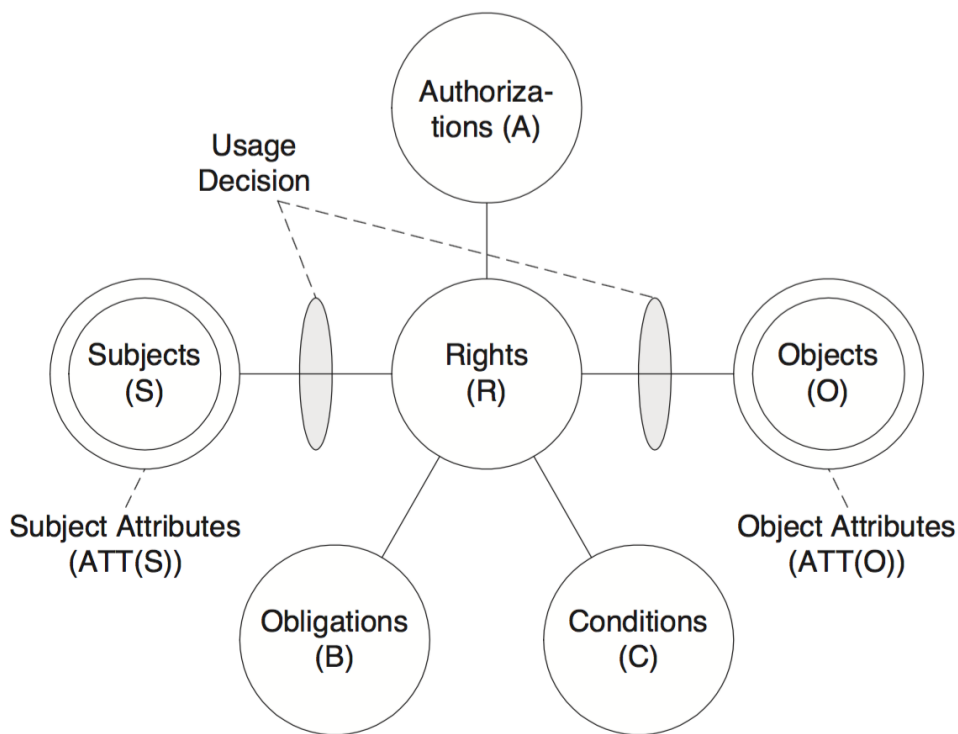 Authoriza-
tions (A)
Usage
Decision
Subjects
(S)
Rights
(R)
Objects
(O)
Subject Attributes
(ATT(S))
Object Attributes
(ATT(O))
Obligations
(B)
Conditions
(C)